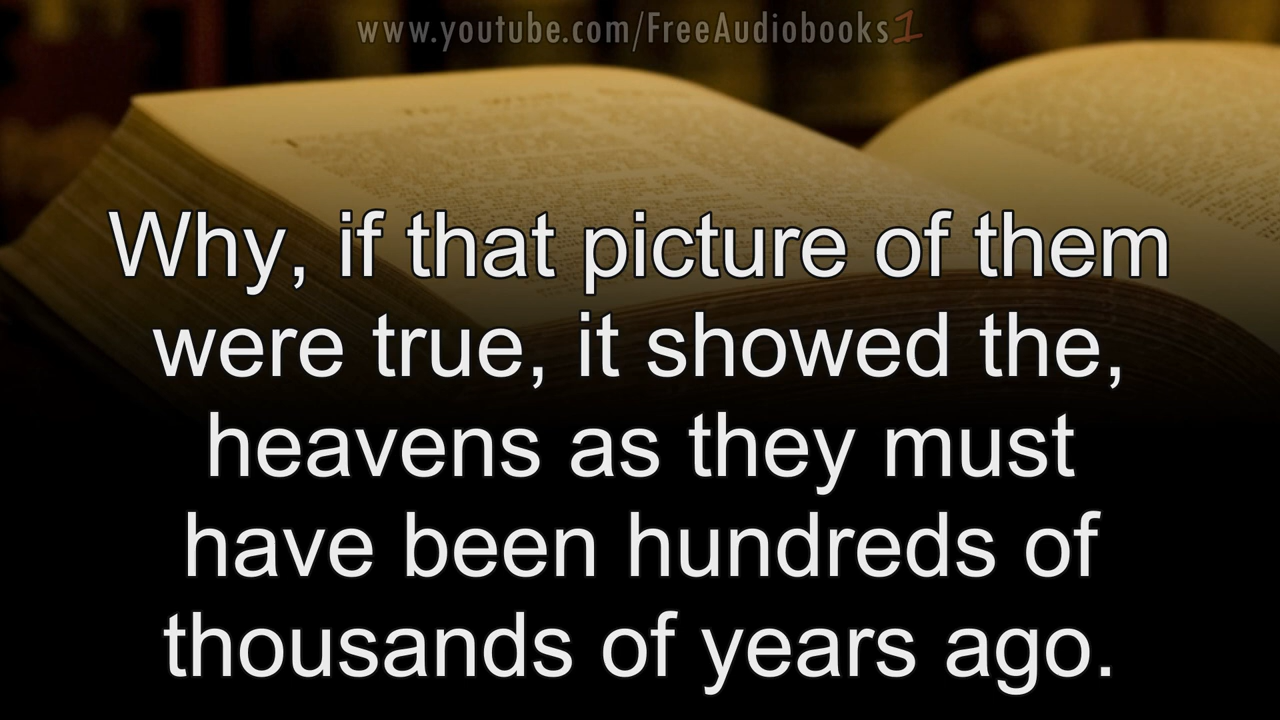 www.youtube.com/FreeAudiobooks1
Why, if that picture of them
were true, it showed the,
heavens as they must
have been hundreds of
thousands of years ago.